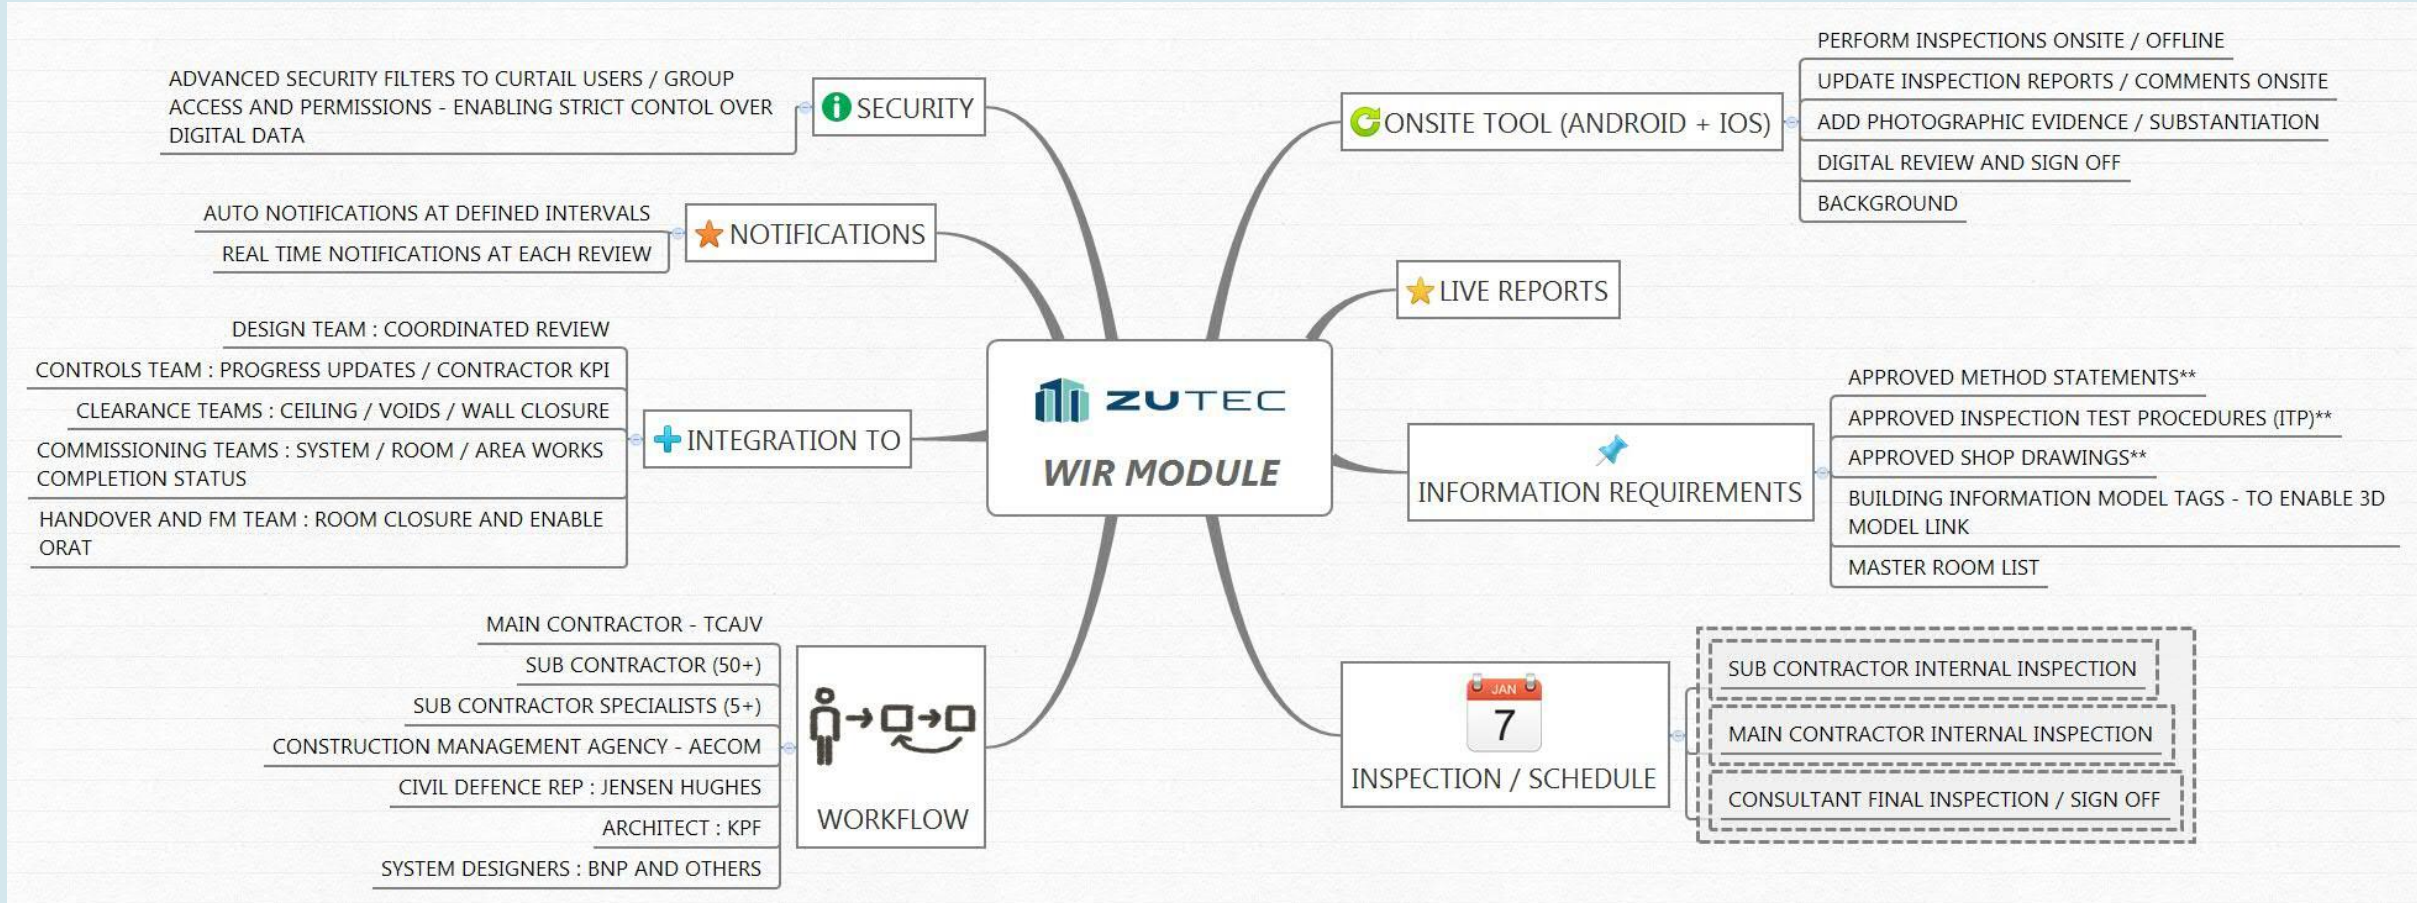 ADVANCED SECURITY FILTERS TO CURTAIL USERS / GROUP
ACCESS AND PERMISSIONS - ENABLING STRICT CONTOL OVER
DIGITAL DATA
SECURITY
AUTO NOTIFICATIONS AT DEFINED INTERVALS
REAL TIME NOTIFICATIONS AT EACH REVIEW
NOTIFICATIONS
DESIGN TEAM : COORDINATED REVIEW
CONTROLS TEAM : PROGRESS UPDATES / CONTRACTOR KPI
CLEARANCE TEAMS : CEILING / VOIDS / WALL CLOSURE
COMMISSIONING TEAMS : SYSTEM / ROOM / AREA WORKS
COMPLETION STATUS
HANDOVER AND FM TEAM : ROOM CLOSURE AND ENABLE
ORAT
INTEGRATION TO
MAIN CONTRACTOR - TCAJV
SUB CONTRACTOR (50+)
SUB CONTRACTOR SPECIALISTS (5+)
CONSTRUCTION MANAGEMENT AGENCY - AECOM
CIVIL DEFENCE REP : JENSEN HUGHES
ARCHITECT : KPF
SYSTEM DESIGNERS : BNP AND OTHERS
WORKFLOW
ZUTEC
WIR MODULE
ONSITE TOOL (ANDROID + IOS)
PERFORM INSPECTIONS ONSITE / OFFLINE
UPDATE INSPECTION REPORTS / COMMENTS ONSITE
ADD PHOTOGRAPHIC EVIDENCE / SUBSTANTIATION
DIGITAL REVIEW AND SIGN OFF
BACKGROUND
LIVE REPORTS
INFORMATION REQUIREMENTS
APPROVED METHOD STATEMENTS**
APPROVED INSPECTION TEST PROCEDURES (ITP)**
APPROVED SHOP DRAWINGS**
BUILDING INFORMATION MODEL TAGS - TO ENABLE 3D
MODEL LINK
MASTER ROOM LIST
JAN
7
INSPECTION / SCHEDULE
SUB CONTRACTOR INTERNAL INSPECTION
MAIN CONTRACTOR INTERNAL INSPECTION
CONSULTANT FINAL INSPECTION / SIGN OFF